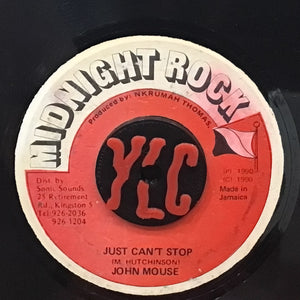 MIDNIGHT ROCK
Produced by: NKRUMAH THOMAS
YLC
Dist. by
Sonic Sounds
25 Retirement
Rd., Kingston 5
Tel: 926-2036
926 1204
(P) 1990
(C) 1990
Made in
Jamaica
JUST CAN'T STOP
(M. HUTCHINSON)
JOHN MOUSE